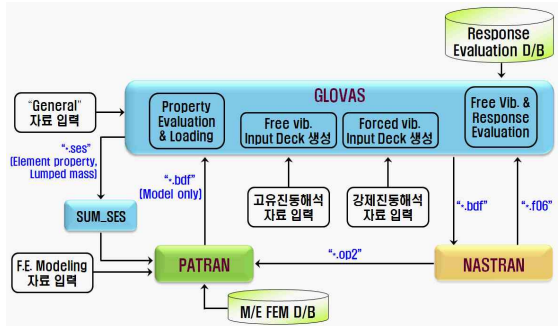 Response
Evaluation D/B
GLOVAS
"General"
자료 입력
Property
Evaluation
& Loading
Free vib.
Input Deck 생성
Forced vib.
Input Deck 생성
Free Vib. &
Response
Evaluation
"*.ses"
(Element property,
Lumped mass)
"*.bdf"
(Model only)
고유진동해석
자료 입력
강제진동해석
자료 입력
"*.bdf"
"*.f06"
SUM_SES
F.E. Modeling
자료 입력
PATRAN
"*.op2"
NASTRAN
M/E FEM D/B